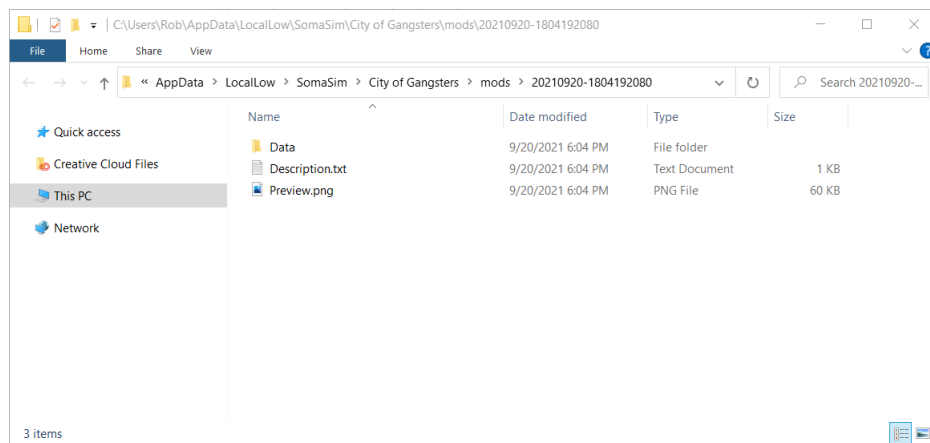 C:\Users\Rob\AppData\LocalLow\SomaSim\City of Gangsters\mods\20210920-1804192080
File Home Share View ?
« AppData > LocalLow > SomaSim > City of Gangsters > mods > 20210920-1804192080 Search 20210920-...
Name Date modified Type Size
Quick access
Data 9/20/2021 6:04 PM File folder
Creative Cloud Files
Description.txt 9/20/2021 6:04 PM Text Document 1 KB
This PC
Preview.png 9/20/2021 6:04 PM PNG File 60 KB
Network
3 items